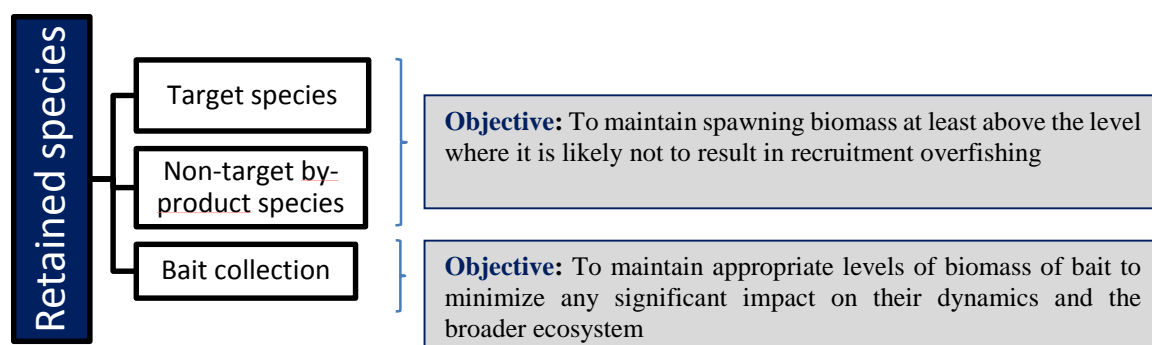 Retained species
Target species
Non-target by-
product species
Bait collection
Objective: To maintain spawning biomass at least above the level
where it is likely not to result in recruitment overfishing
Objective: To maintain appropriate levels of biomass of bait to
minimize any significant impact on their dynamics and the
broader ecosystem